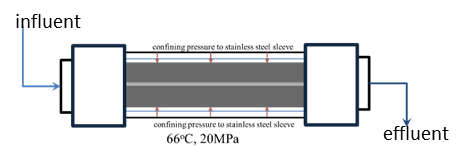 influent
confining pressure to stainless steel sleeve
confining pressure to stainless steel sleeve
effluent
66°C, 20MPa